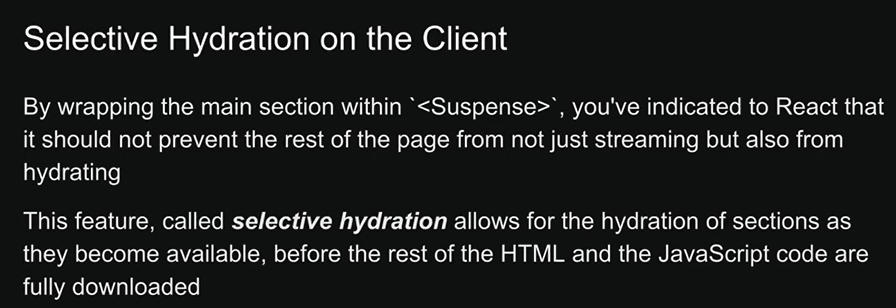 Selective Hydration on the Client
By wrapping the main section within `<Suspense>`, you've indicated to React that
it should not prevent the rest of the page from not just streaming but also from
hydrating
This feature, called selective hydration allows for the hydration of sections as
they become available, before the rest of the HTML and the JavaScript code are
fully downloaded